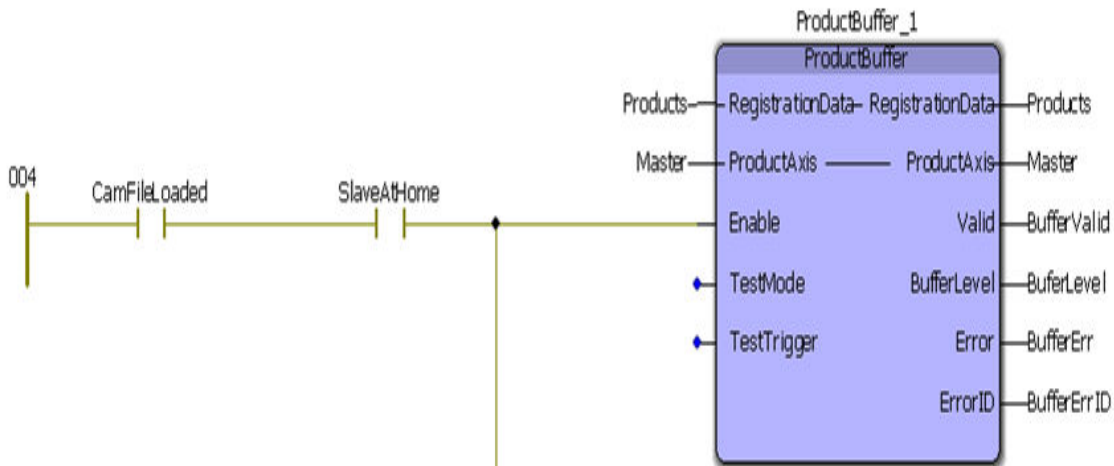 ProductBuffer_1
ProductBuffer
Products RegistrationData RegistrationData Products
Master ProductAxis ProductAxis Master
004
CamFileLoaded SlaveAtHome
Enable Valid BufferValid
TestMode BufferLevel BuferLevel
TestTrigger Error BufferErr
ErrorID BufferErrID